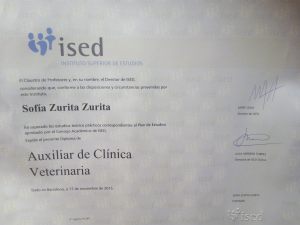 ised
INSTITUTO SUPERIOR DE ESTUDIOS
El Claustro de Profesores y, en su nombre el Director de ISED,
considerando que, conforme a las disposiciones y circunstancias prevenidas por
este Instituto,
Sofía Zurita Zurita
Ha superado los estudios teórico prácticos correspondientes al Plan de Estudios
aprobado por el Consejo Académico de ISED,
Expide el presente Diploma de
Auxiliar de Clínica
Veterinaria
Dado en Barcelona, a 13 de noviembre de 2015
ised